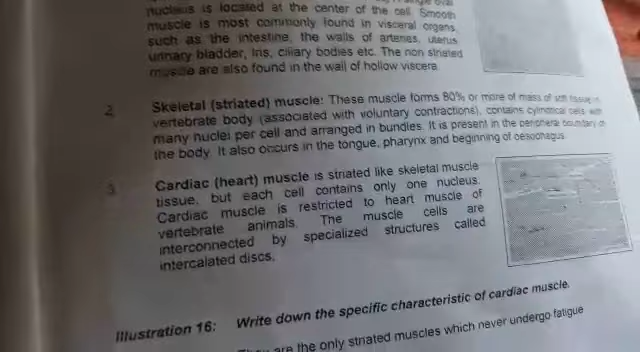 nucleus is located at the center of the cell. Smooth
muscle is most commonly found in visceral organs,
such as the intestine, the walls of arteries, uterus
urinary bladder, Iris, ciliary bodies etc. The non striated
muscle are also found in the wall of hollow viscera.
2. Skeletal (striated) muscle: These muscle forms 80% or more of mass of soft tissue in
vertebrate body (associated with voluntary contractions), contains cylindrical cells with
many nuclei per cell and arranged in bundles. It is present in the peripheral boundary of
the body. It also occurs in the tongue, pharynx and beginning of oesophagus.
3. Cardiac (heart) muscle is striated like skeletal muscle
tissue, but each cell contains only one nucleus.
Cardiac muscle is restricted to heart muscle of
vertebrate animals. The muscle cells are
interconnected by specialized structures called
intercalated discs.
Illustration 16: Write down the specific characteristic of cardiac muscle.
are the only striated muscles which never undergo fatigue